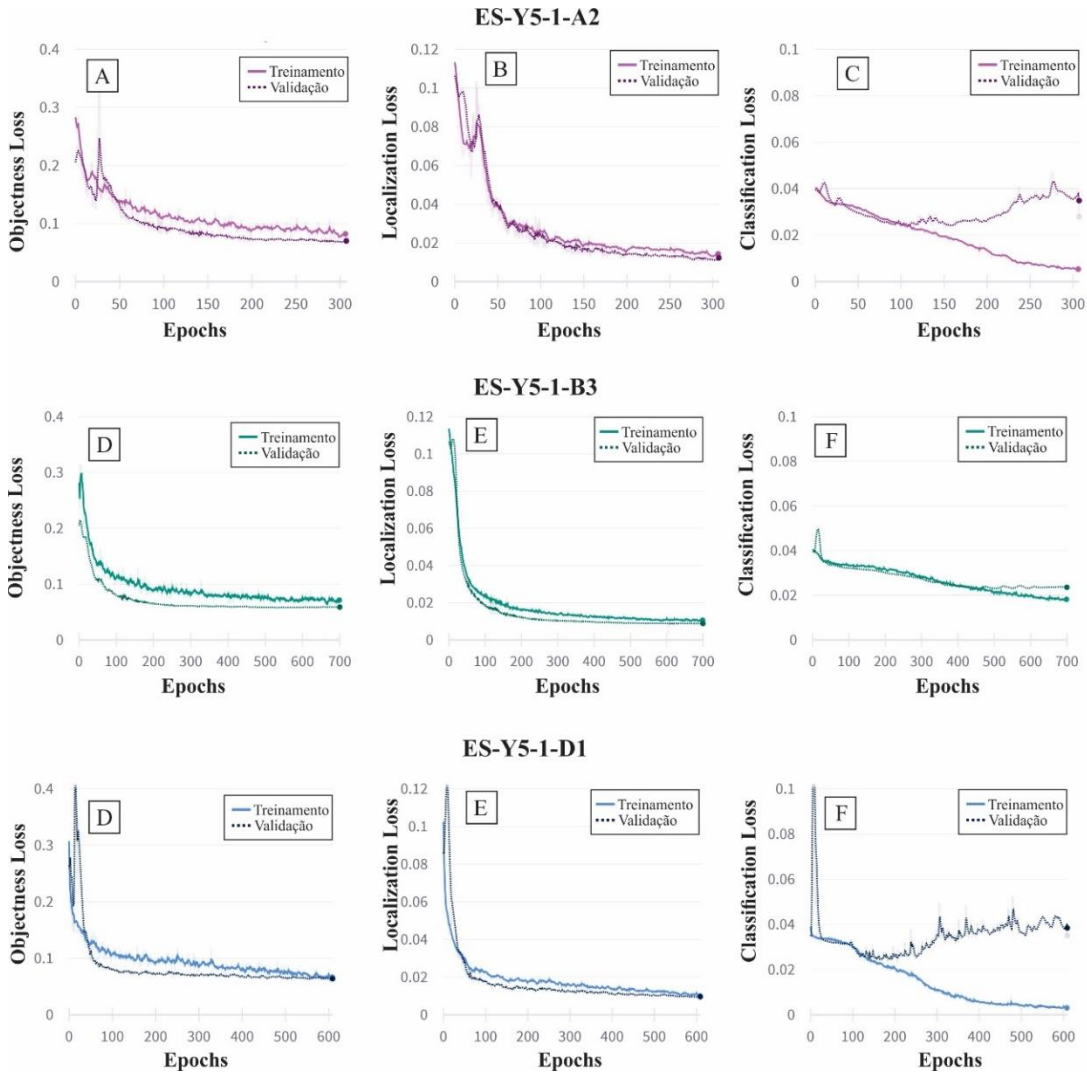 ES-Y5-1-A2
Objectness Loss
0.4
0.3
0.2
0.1
0
A
Treinamento
Validação
0 50 100 150 200 250 300
Epochs
Localization Loss
0.12
0.1
0.08
0.06
0.04
0.02
0
B
Treinamento
Validação
0 50 100 150 200 250 300
Epochs
Classification Loss
0.1
0.08
0.06
0.04
0.02
0
C
Treinamento
Validação
0 50 100 150 200 250 300
Epochs
ES-Y5-1-B3
Objectness Loss
0.4
0.3
0.2
0.1
0
D
Treinamento
Validação
0 100 200 300 400 500 600 700
Epochs
Localization Loss
0.12
0.1
0.08
0.06
0.04
0.02
0
E
Treinamento
Validação
0 100 200 300 400 500 600 700
Epochs
Classification Loss
0.1
0.08
0.06
0.04
0.02
0
F
Treinamento
Validação
0 100 200 300 400 500 600 700
Epochs
ES-Y5-1-D1
Objectness Loss
0.4
0.3
0.2
0.1
0
D
Treinamento
Validação
0 100 200 300 400 500 600
Epochs
Localization Loss
0.12
0.1
0.08
0.06
0.04
0.02
0
E
Treinamento
Validação
0 100 200 300 400 500 600
Epochs
Classification Loss
0.1
0.08
0.06
0.04
0.02
0
F
Treinamento
Validação
0 100 200 300 400 500 600
Epochs